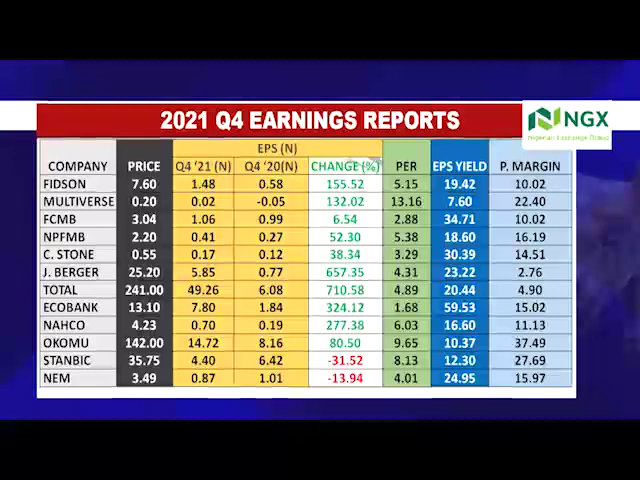 NGX
Nigerian Exchange Group
2021 Q4 EARNINGS REPORTS
EPS (N)
COMPANY PRICE Q4 '21 (N) Q4 '20(N) CHANGE (%) PER EPS YIELD P. MARGIN
FIDSON 7.60 1.48 0.58 155.52 5.15 19.42 10.02
MULTIVERSE 0.20 0.02 -0.05 132.02 13.16 7.60 22.40
FCMB 3.04 1.06 0.99 6.54 2.88 34.71 10.02
NPFMB 2.20 0.41 0.27 52.30 5.38 18.60 16.19
C. STONE 0.55 0.17 0.12 38.34 3.29 30.39 14.51
J. BERGER 25.20 5.85 0.77 657.35 4.31 23.22 2.76
TOTAL 241.00 49.26 6.08 710.58 4.89 20.44 4.90
ECOBANK 13.10 7.80 1.84 324.12 1.68 59.53 15.02
NAHCO 4.23 0.70 0.19 277.38 6.03 16.60 11.13
OKOMU 142.00 14.72 8.16 80.50 9.65 10.37 37.49
STANBIC 35.75 4.40 6.42 -31.52 8.13 12.30 27.69
NEM 3.49 0.87 1.01 -13.94 4.01 24.95 15.97